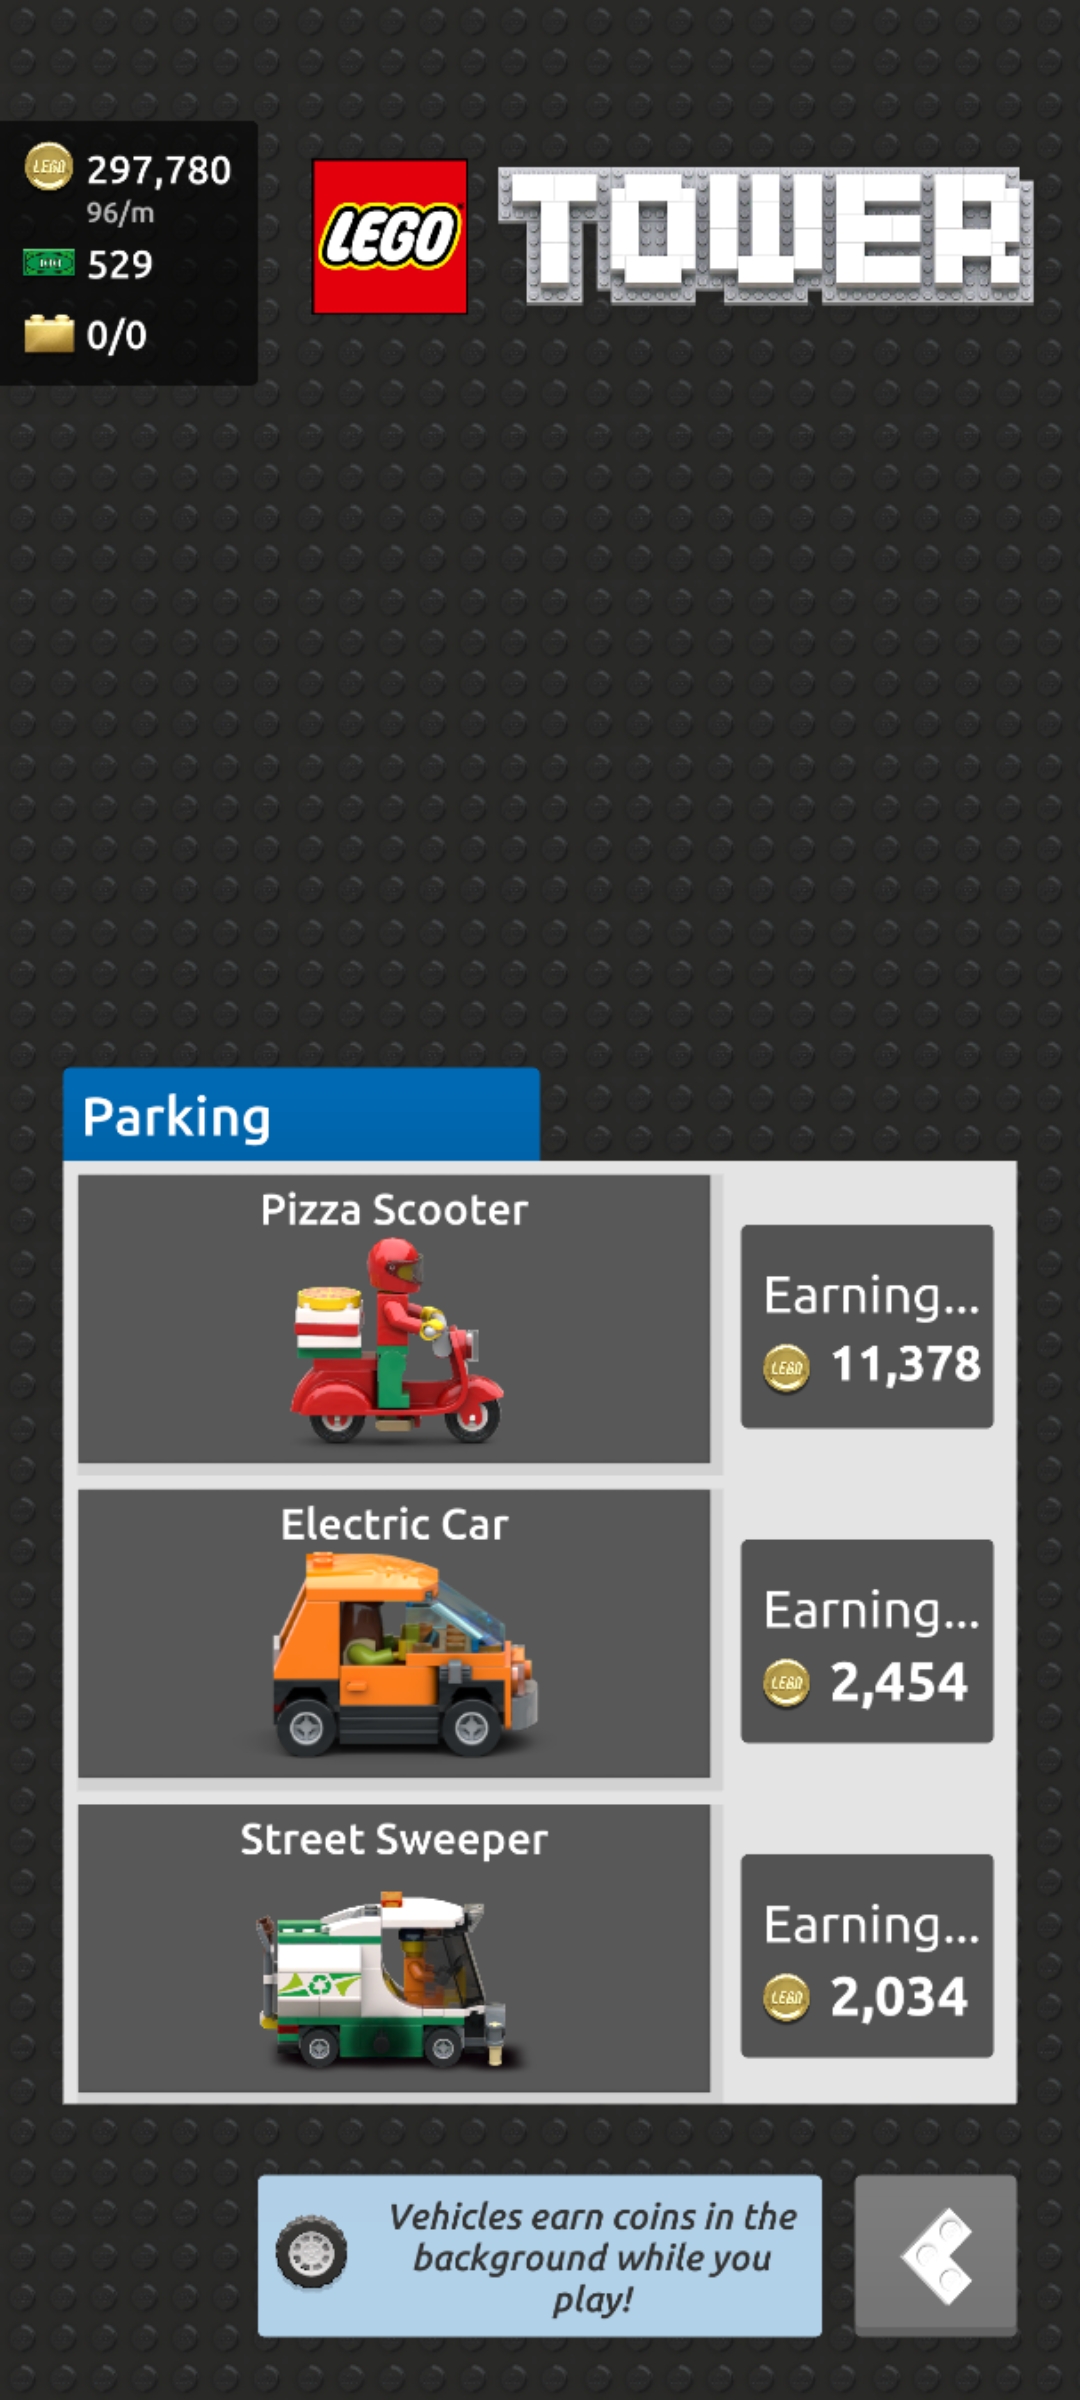 297,780
96/m
529
0/0
LEGO TOWER
Parking
Pizza Scooter
Earning...
11,378
Electric Car
Earning...
2,454
Street Sweeper
Earning...
2,034
Vehicles earn coins in the
background while you
play!